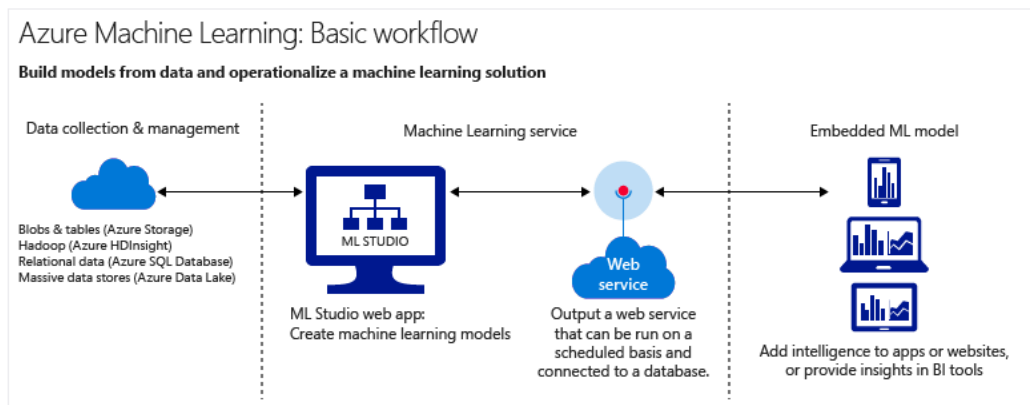 Azure Machine Learning: Basic workflow
Build models from data and operationalize a machine learning solution
Data collection & management
Blobs & tables (Azure Storage)
Hadoop (Azure HDInsight)
Relational data (Azure SQL Database)
Massive data stores (Azure Data Lake)
Machine Learning service
ML STUDIO
ML Studio web app:
Create machine learning models
Web
service
Output a web service
that can be run on a
scheduled basis and
connected to a database.
Embedded ML model
Add intelligence to apps or websites,
or provide insights in BI tools